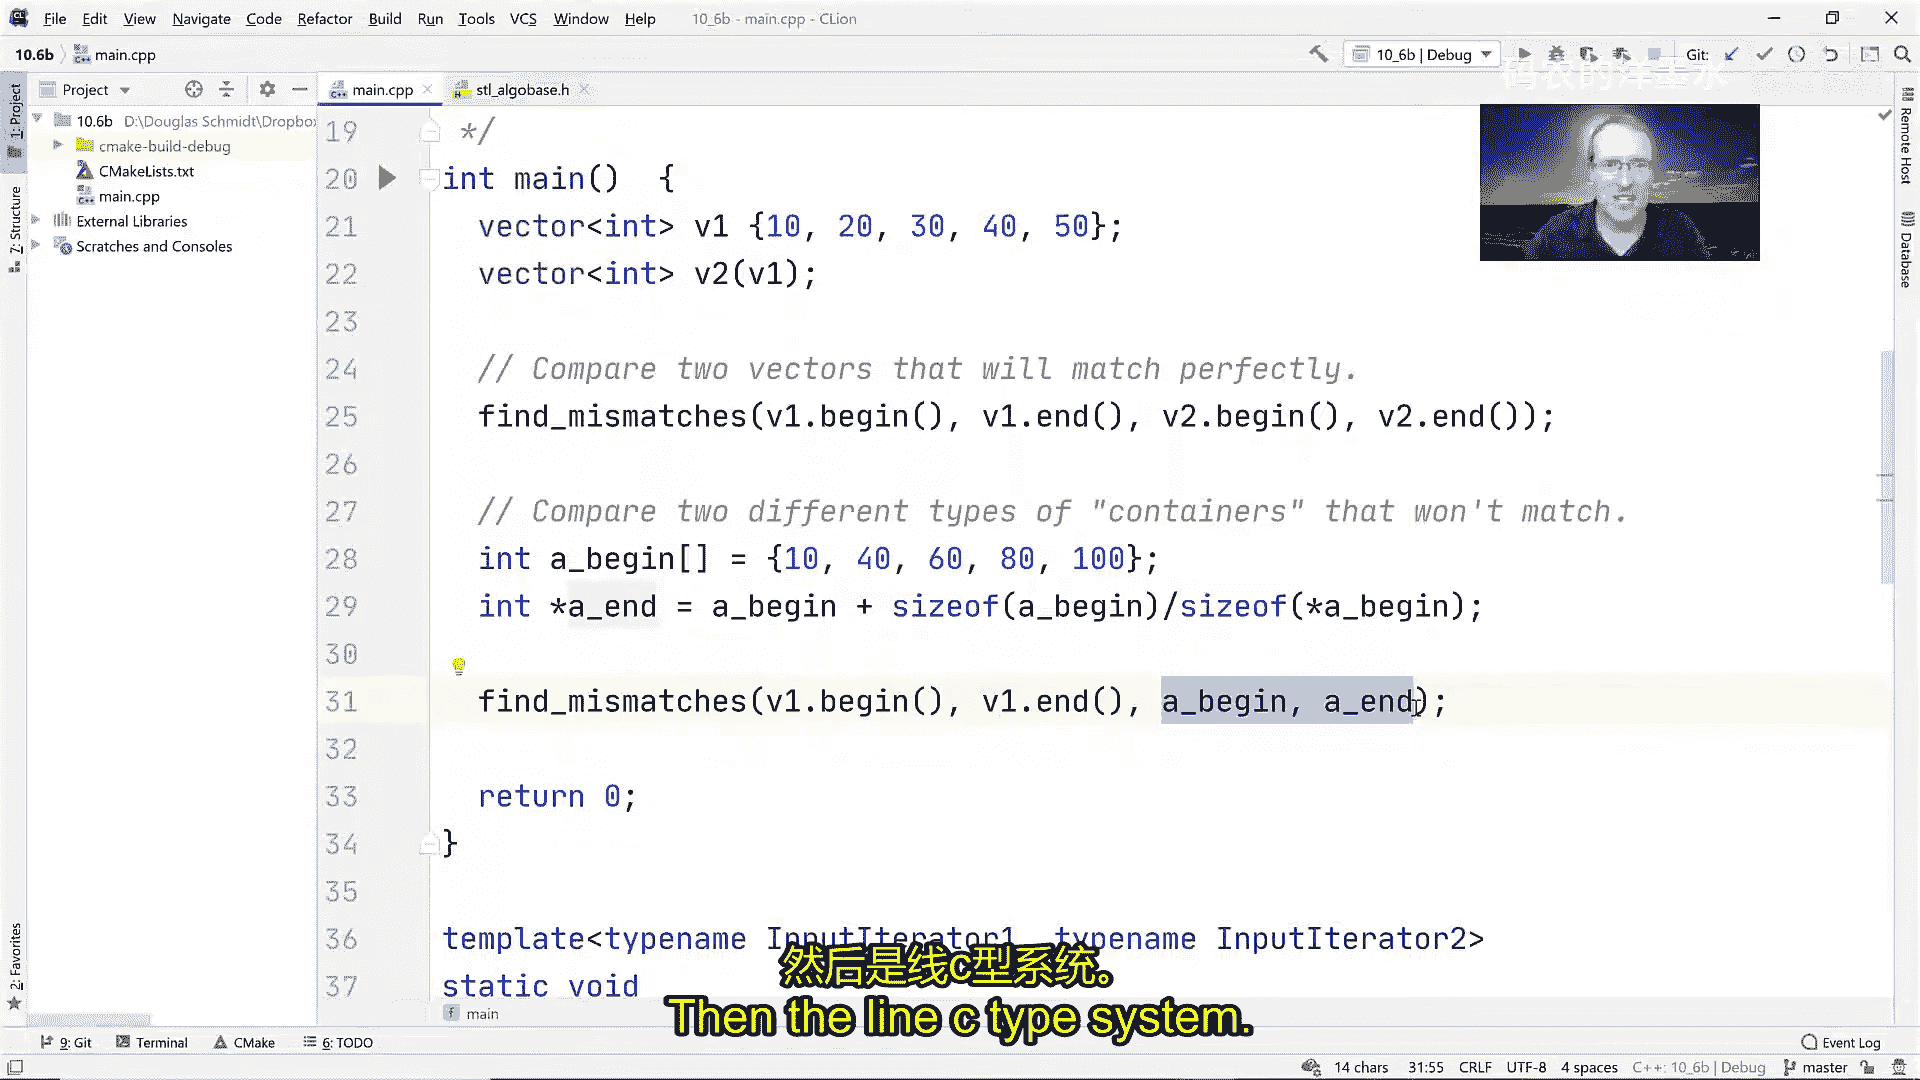 File Edit View Navigate Code Refactor Build Run Tools VCS Window Help 10_6b - main.cpp - CLion
10.6b main.cpp 10_6b | Debug Git:
码农的洋墨水
Project main.cpp stl_algobase.h
1: Project
7: Structure
2: Favorites
10.6b D:\Douglas Schmidt\Dropbox
cmake-build-debug
CMakeLists.txt
main.cpp
External Libraries
Scratches and Consoles
19 */
20 int main() {
21 vector<int> v1 {10, 20, 30, 40, 50};
22 vector<int> v2(v1);
23
24 // Compare two vectors that will match perfectly.
25 find_mismatches(v1.begin(), v1.end(), v2.begin(), v2.end());
26
27 // Compare two different types of "containers" that won't match.
28 int a_begin[] = {10, 40, 60, 80, 100};
29 int *a_end = a_begin + sizeof(a_begin)/sizeof(*a_begin);
30
31 find_mismatches(v1.begin(), v1.end(), a_begin, a_end);
32
33 return 0;
34 }
35
36 template<typename InputIterator1, typename InputIterator2>
37 static void
然后是线c型系统。
Then the line c type system.
main
Remote Host
Database
9: Git Terminal CMake 6: TODO Event Log
14 chars 31:55 CRLF UTF-8 4 spaces C++: 10_6b | Debug master